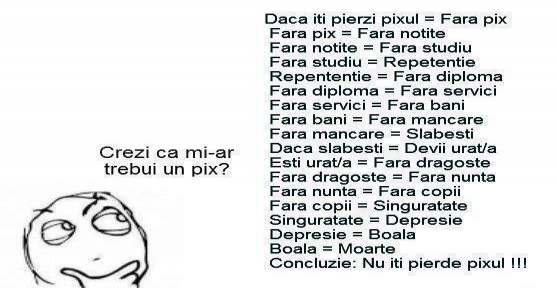 Crezi ca mi-ar
trebui un pix?
Daca iti pierzi pixul = Fara pix
Fara pix = Fara notite
Fara notite = Fara studiu
Fara studiu = Repetentie
Repententie = Fara diploma
Fara diploma = Fara servici
Fara servici = Fara bani
Fara bani = Fara mancare
Fara mancare = Slabesti
Daca slabesti = Devii urat/a
Esti urat/a = Fara dragoste
Fara dragoste = Fara nunta
Fara nunta = Fara copii
Fara copii = Singuratate
Singuratate = Depresie
Depresie = Boala
Boala = Moarte
Concluzie: Nu iti pierde pixul !!!